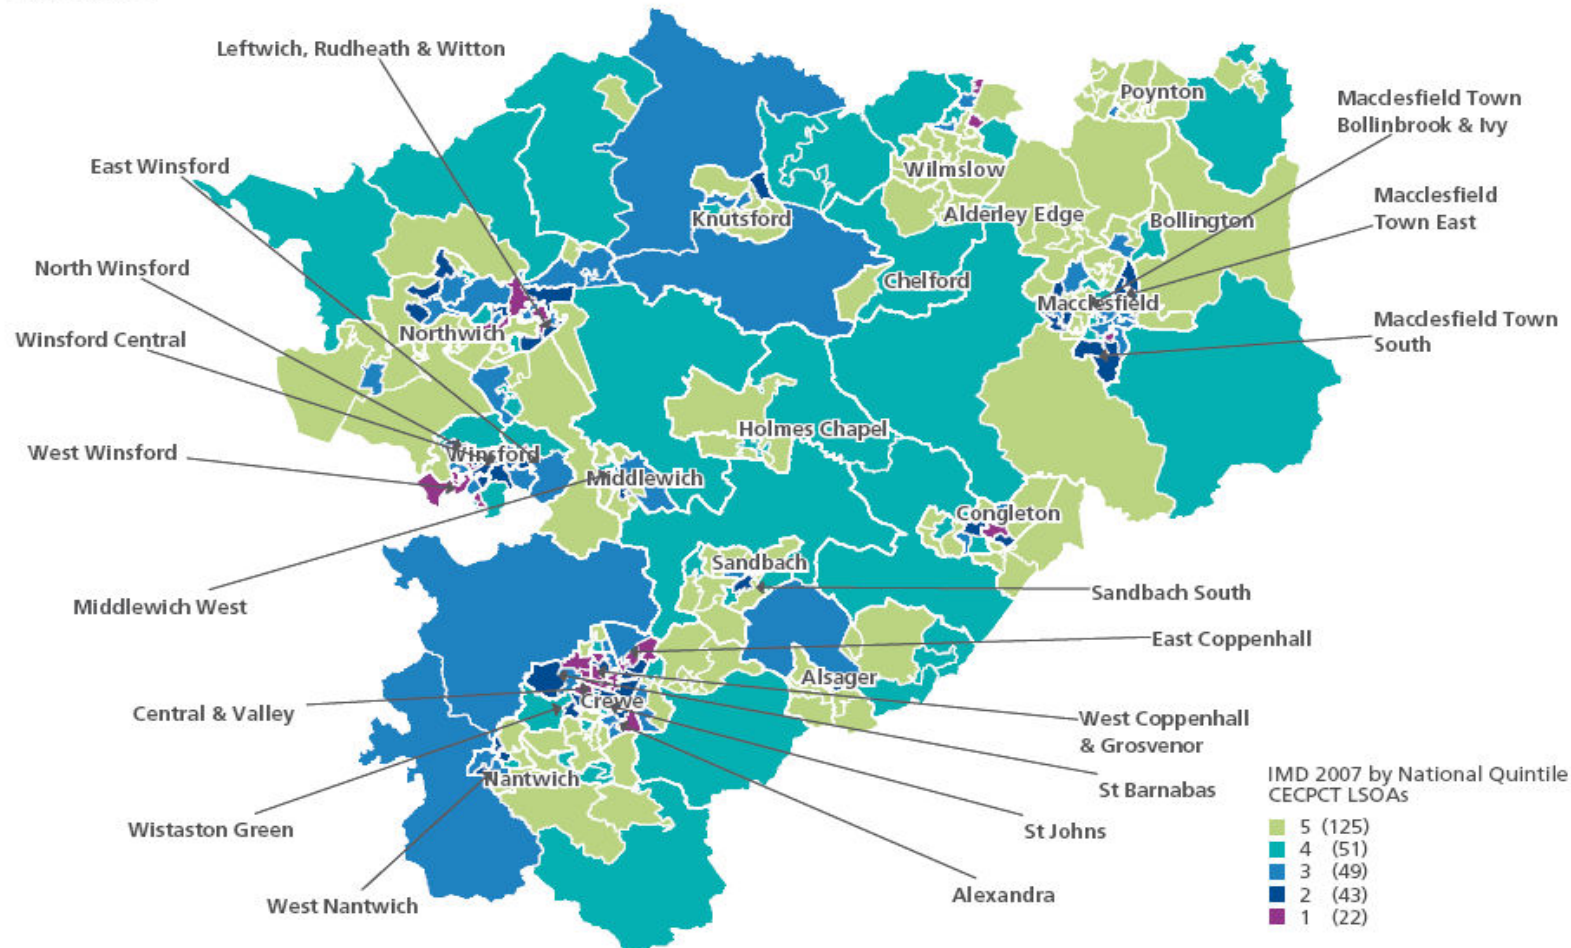 Leftwich, Rudheath & Witton
Poynton
Macclesfield Town
Bollinbrook & Ivy
East Winsford
Wilmslow
Macclesfield
Town East
Knutsford
Alderley Edge
Bollington
North Winsford
Chelford
Macclesfield
Northwich
Winsford Central
Macclesfield Town
South
Holmes Chapel
West Winsford
Winsford
Middlewich
Congleton
Sandbach
Middlewich West
Sandbach South
East Coppenhall
Alsager
Central & Valley
Crewe
West Coppenhall
& Grosvenor
Nantwich
St Barnabas
Wistaston Green
St Johns
Alexandra
West Nantwich
IMD 2007 by National Quintile
CECPCT LSOAs
5 (125)
4 (51)
3 (49)
2 (43)
1 (22)